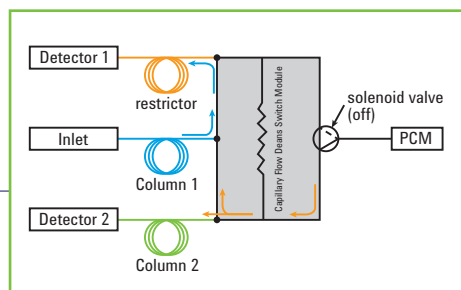 Detector 1
restrictor
Inlet
Column 1
Detector 2
Column 2
Capillary Flow Deans Switch Module
solenoid valve
(off)
PCM